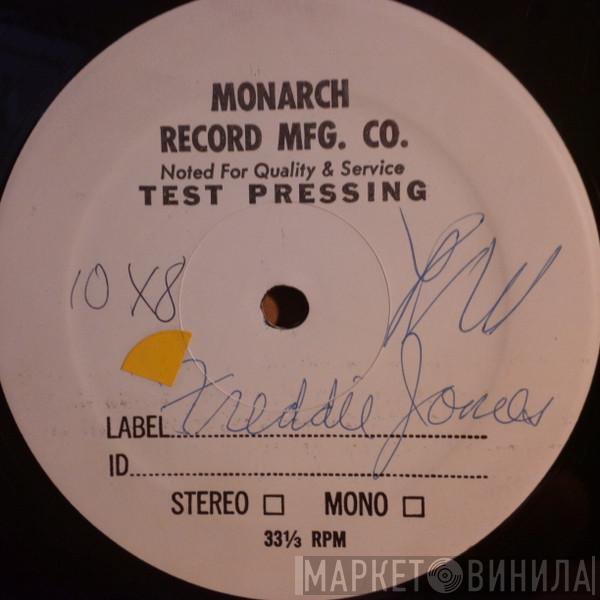 MONARCH
RECORD MFG. CO.
Noted For Quality & Service
TEST PRESSING
10 X8
LABEL Freddie Jones
ID
STEREO □ MONO □
33⅓ RPM
МАРКЕТ ВИНИЛА